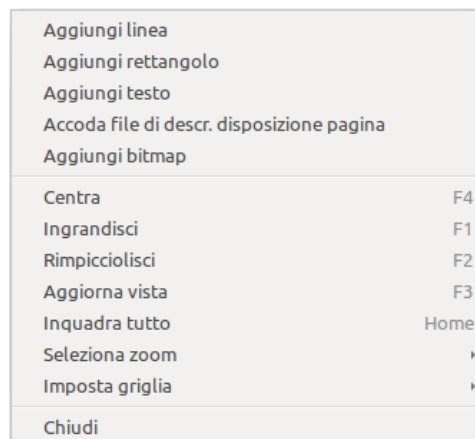 Aggiungi linea
Aggiungi rettangolo
Aggiungi testo
Accoda file di descr. disposizione pagina
Aggiungi bitmap
Centra F4
Ingrandisci F1
Rimpicciolisci F2
Aggiorna vista F3
Inquadra tutto Home
Seleziona zoom
Imposta griglia
Chiudi